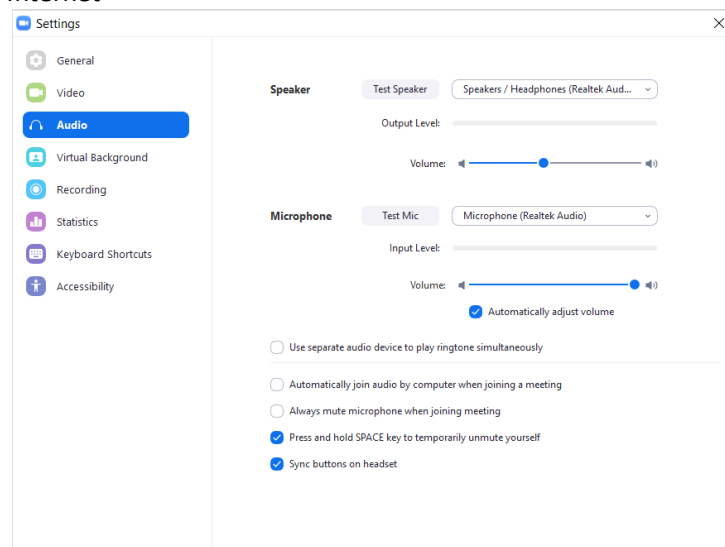 Settings
General
Video
Audio
Virtual Background
Recording
Statistics
Keyboard Shortcuts
Accessibility
Speaker
Test Speaker
Speakers / Headphones (Realtek Aud...
Output Level:
Volume:
Microphone
Test Mic
Microphone (Realtek Audio)
Input Level:
Volume:
Automatically adjust volume
Use separate audio device to play ringtone simultaneously
Automatically join audio by computer when joining a meeting
Always mute microphone when joining meeting
Press and hold SPACE key to temporarily unmute yourself
Sync buttons on headset